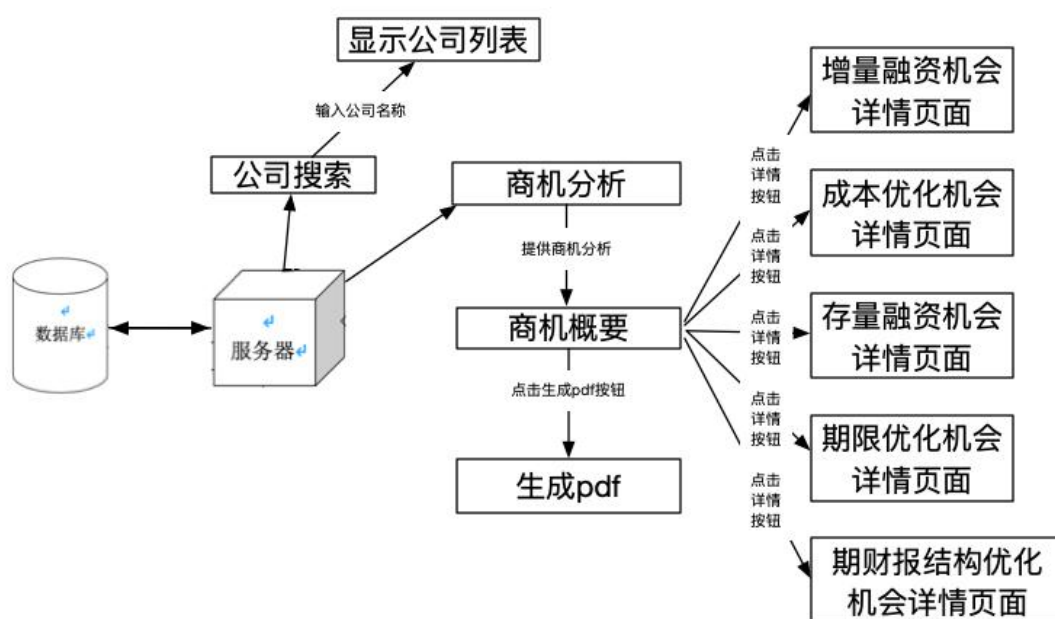 显示公司列表
输入公司名称
公司搜索
商机分析
提供商机分析
数据库
服务器
商机概要
点击生成pdf按钮
生成pdf
点击
详情
按钮
点击
详情
按钮
点击
详情
按钮
点击
详情
按钮
点击
详情
按钮
增量融资机会
详情页面
成本优化机会
详情页面
存量融资机会
详情页面
期限优化机会
详情页面
期财报结构优化
机会详情页面